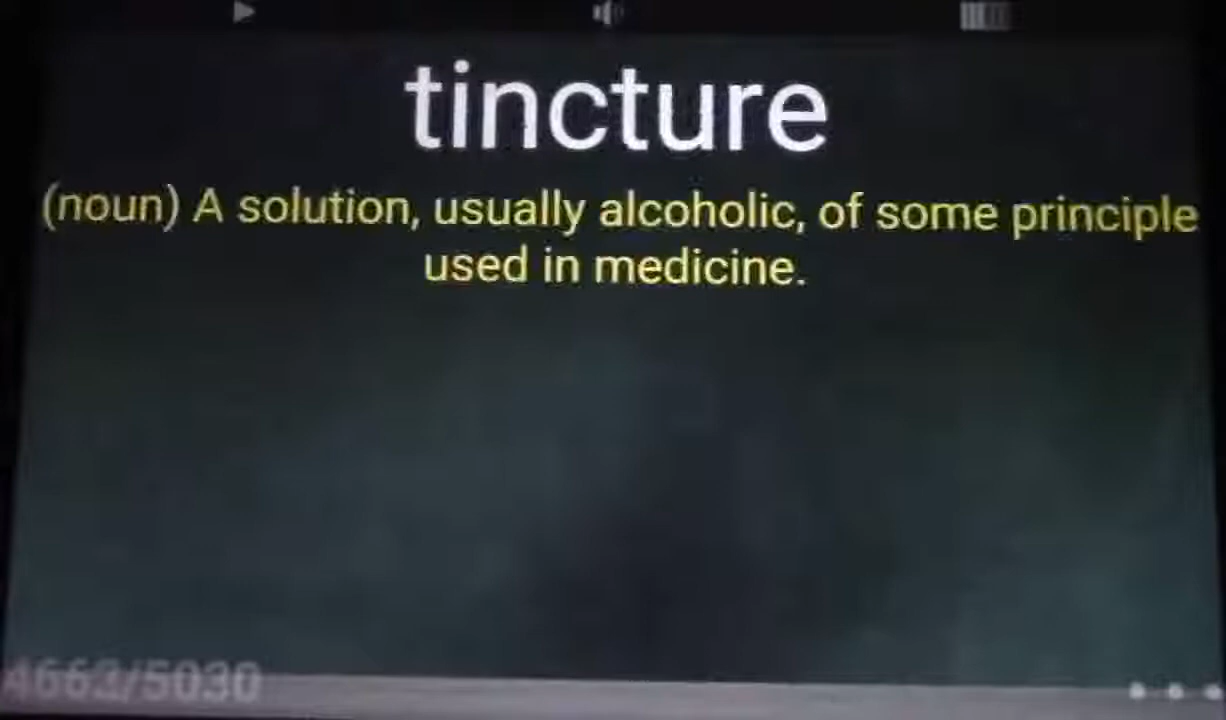 tincture
(noun) A solution, usually alcoholic, of some principle
used in medicine.
4663/5030